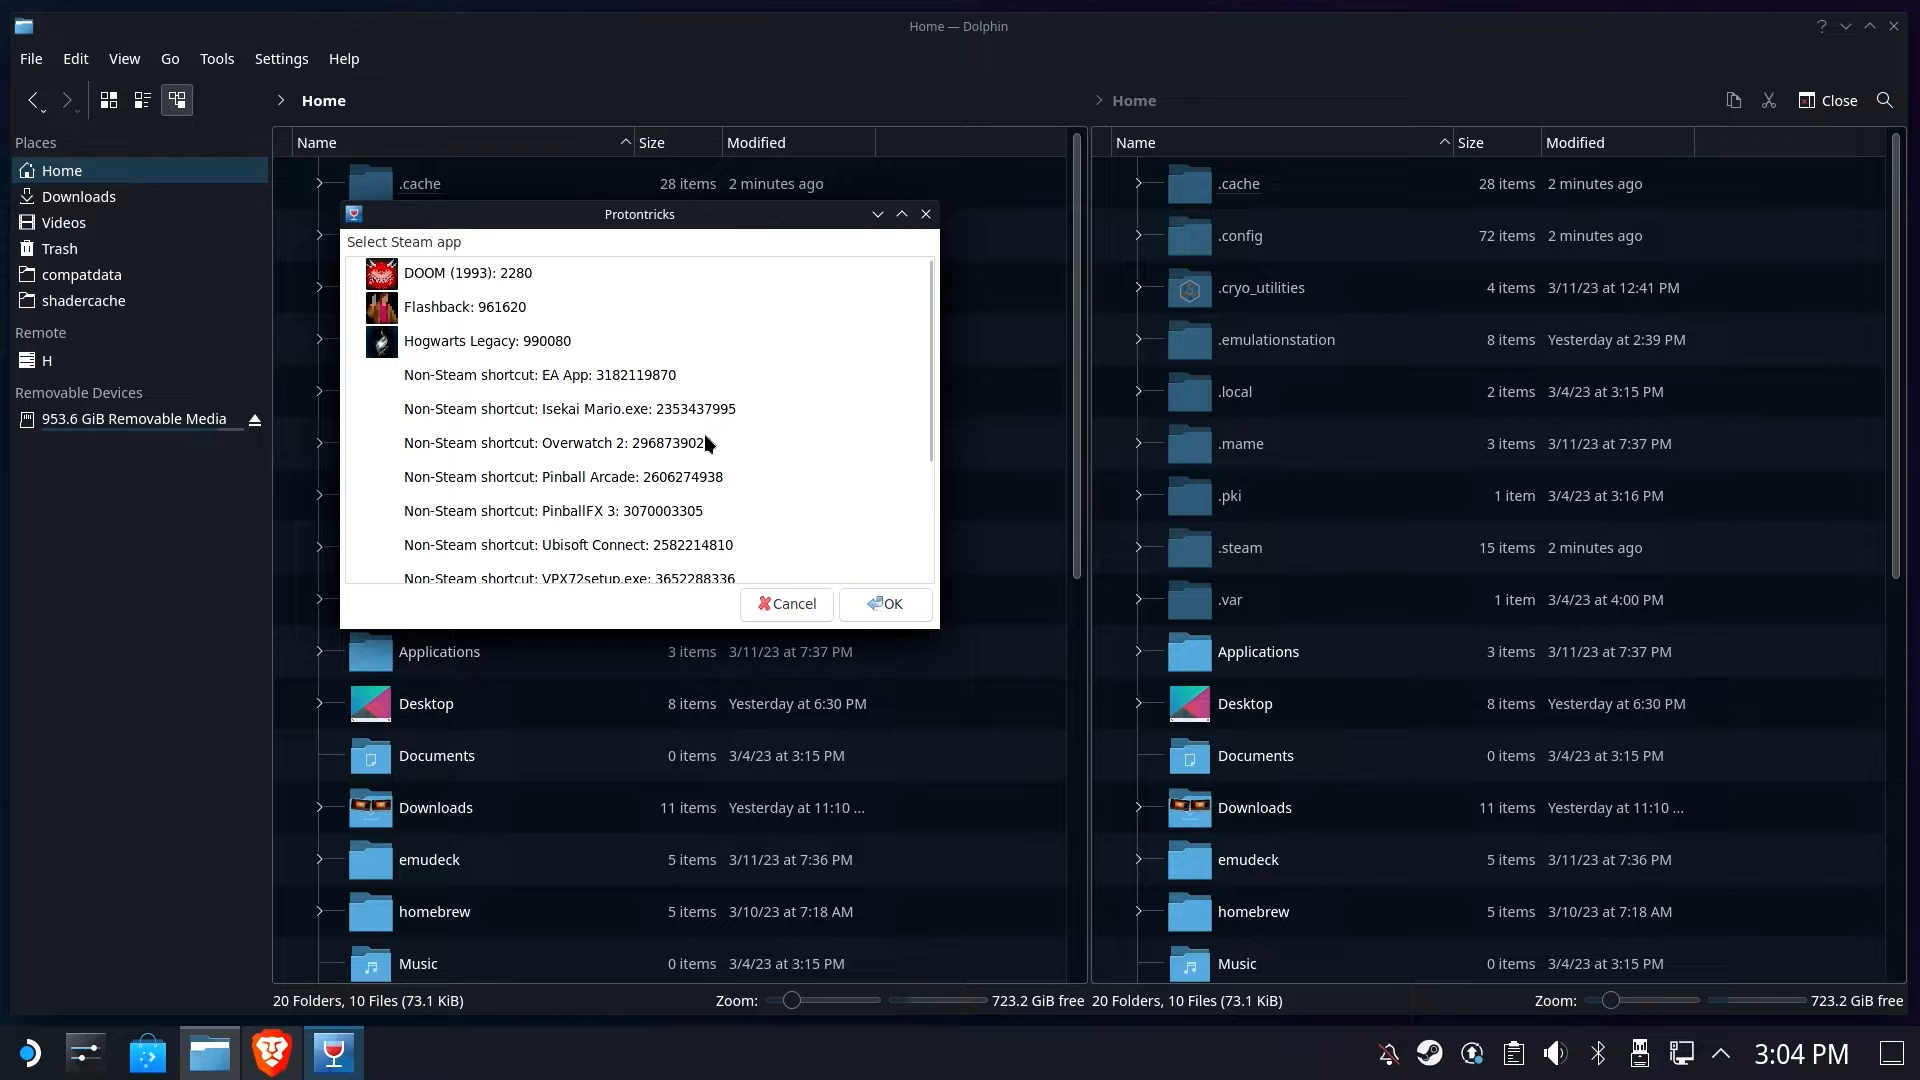 Home — Dolphin
File Edit View Go Tools Settings Help
Home
Home
Close
Places
Home
Downloads
Videos
Trash
compatdata
shadercache
Remote
H
Removable Devices
953.6 GiB Removable Media
Name Size Modified
.cache 28 items 2 minutes ago
Protontricks
Select Steam app
DOOM (1993): 2280
Flashback: 961620
Hogwarts Legacy: 990080
Non-Steam shortcut: EA App: 3182119870
Non-Steam shortcut: Isekai Mario.exe: 2353437995
Non-Steam shortcut: Overwatch 2: 296873902
Non-Steam shortcut: Pinball Arcade: 2606274938
Non-Steam shortcut: PinballFX 3: 3070003305
Non-Steam shortcut: Ubisoft Connect: 2582214810
Non-Steam shortcut: VPX72setup.exe: 3652288336
Cancel OK
Applications 3 items 3/11/23 at 7:37 PM
Desktop 8 items Yesterday at 6:30 PM
Documents 0 items 3/4/23 at 3:15 PM
Downloads 11 items Yesterday at 11:10 ...
emudeck 5 items 3/11/23 at 7:36 PM
homebrew 5 items 3/10/23 at 7:18 AM
Music 0 items 3/4/23 at 3:15 PM
20 Folders, 10 Files (73.1 KiB) Zoom: 723.2 GiB free
Name Size Modified
.cache 28 items 2 minutes ago
.config 72 items 2 minutes ago
.cryo_utilities 4 items 3/11/23 at 12:41 PM
.emulationstation 8 items Yesterday at 2:39 PM
.local 2 items 3/4/23 at 3:15 PM
.mame 3 items 3/11/23 at 7:37 PM
.pki 1 item 3/4/23 at 3:16 PM
.steam 15 items 2 minutes ago
.var 1 item 3/4/23 at 4:00 PM
Applications 3 items 3/11/23 at 7:37 PM
Desktop 8 items Yesterday at 6:30 PM
Documents 0 items 3/4/23 at 3:15 PM
Downloads 11 items Yesterday at 11:10 ...
emudeck 5 items 3/11/23 at 7:36 PM
homebrew 5 items 3/10/23 at 7:18 AM
Music 0 items 3/4/23 at 3:15 PM
20 Folders, 10 Files (73.1 KiB) Zoom: 723.2 GiB free
3:04 PM